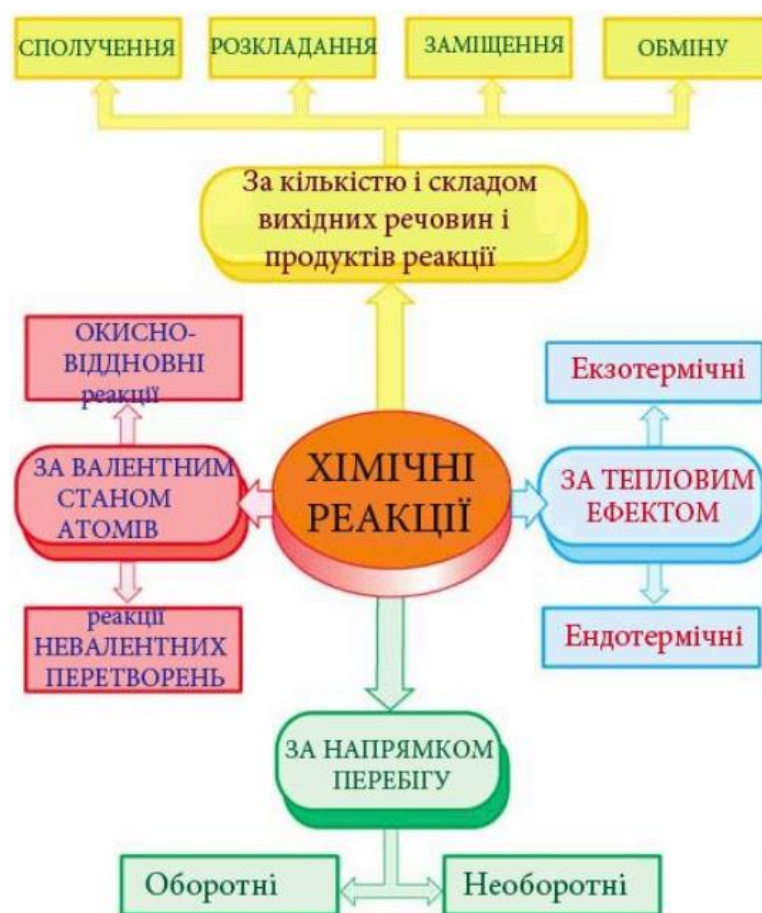 СПОЛУЧЕННЯ
РОЗКЛАДАННЯ
ЗАМІЩЕННЯ
ОБМІНУ
За кількістю і складом
вихідних речовин і
продуктів реакції
ОКИСНО-
ВІДДНОВНІ
реакції
Екзотермічні
ЗА ВАЛЕНТНИМ
СТАНОМ
АТОМІВ
ХІМІЧНІ
РЕАКЦІЇ
ЗА ТЕПЛОВИМ
ЕФЕКТОМ
реакції
НЕВАЛЕНТНИХ
ПЕРЕТВОРЕНЬ
Ендотермічні
ЗА НАПРЯМКОМ
ПЕРЕБІГУ
Оборотні
Необоротні